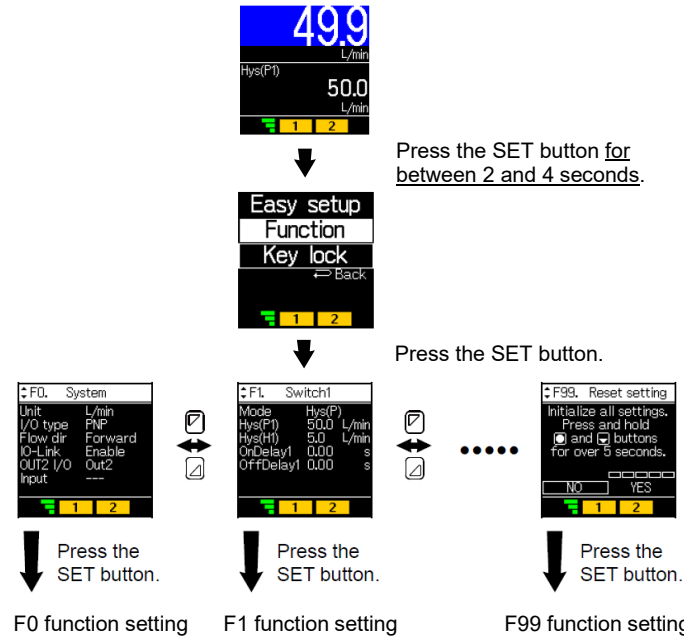 49.9
L/min
Hys(P1)
50.0
L/min
1 2
Press the SET button for
between 2 and 4 seconds.
Easy setup
Function
Key lock
Back
1 2
Press the SET button.
F0. System
Unit L/min
I/O type PNP
Flow dir Forward
IO-Link Enable
OUT2 I/O Out2
Input ---
1 2
F1. Switch1
Mode Hys(P)
Hys(P1) 50.0 L/min
Hys(H1) 5.0 L/min
OnDelay1 0.00 s
OffDelay1 0.00 s
1 2
F99. Reset setting
Initialize all settings.
Press and hold
and buttons
for over 5 seconds.
NO YES
1 2
Press the
SET button.
Press the
SET button.
Press the
SET button.
F0 function setting
F1 function setting
F99 function setting